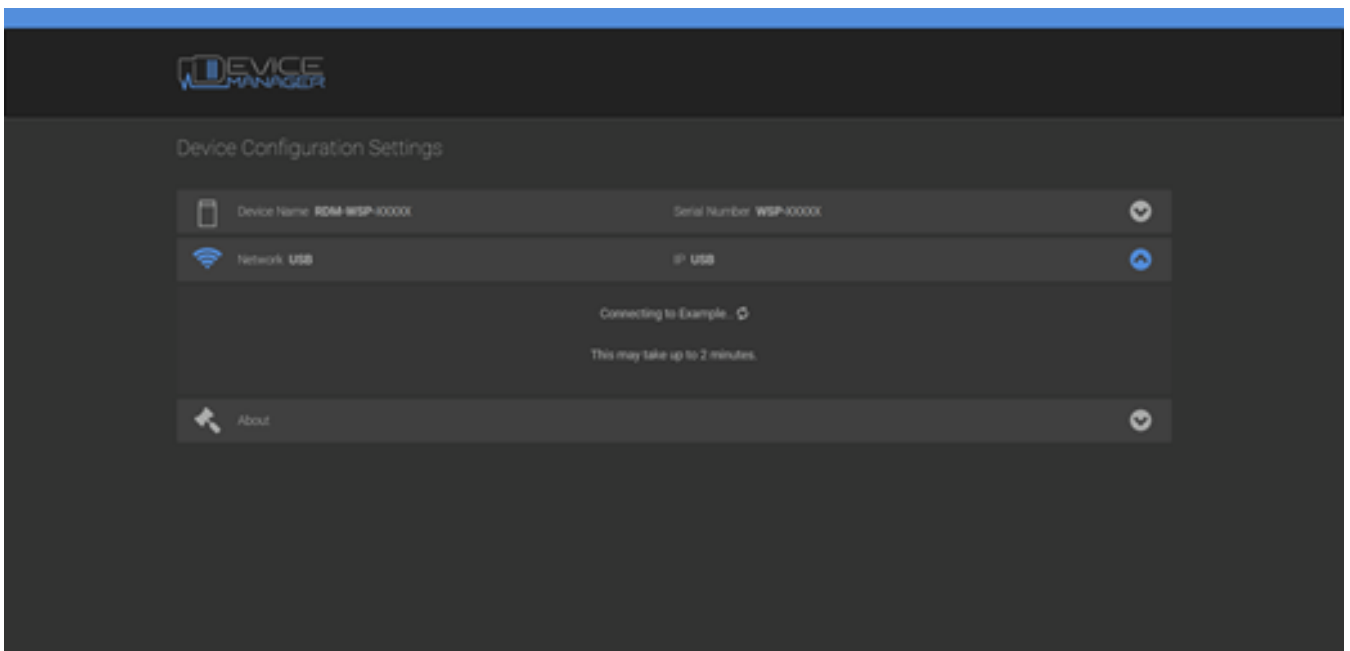 DEVICE
MANAGER
Device Configuration Settings
Device Name RDM-WSP-XXXXX Serial Number WSP-XXXXX
Network USB IP USB
Connecting to Example..
This may take up to 2 minutes.
About